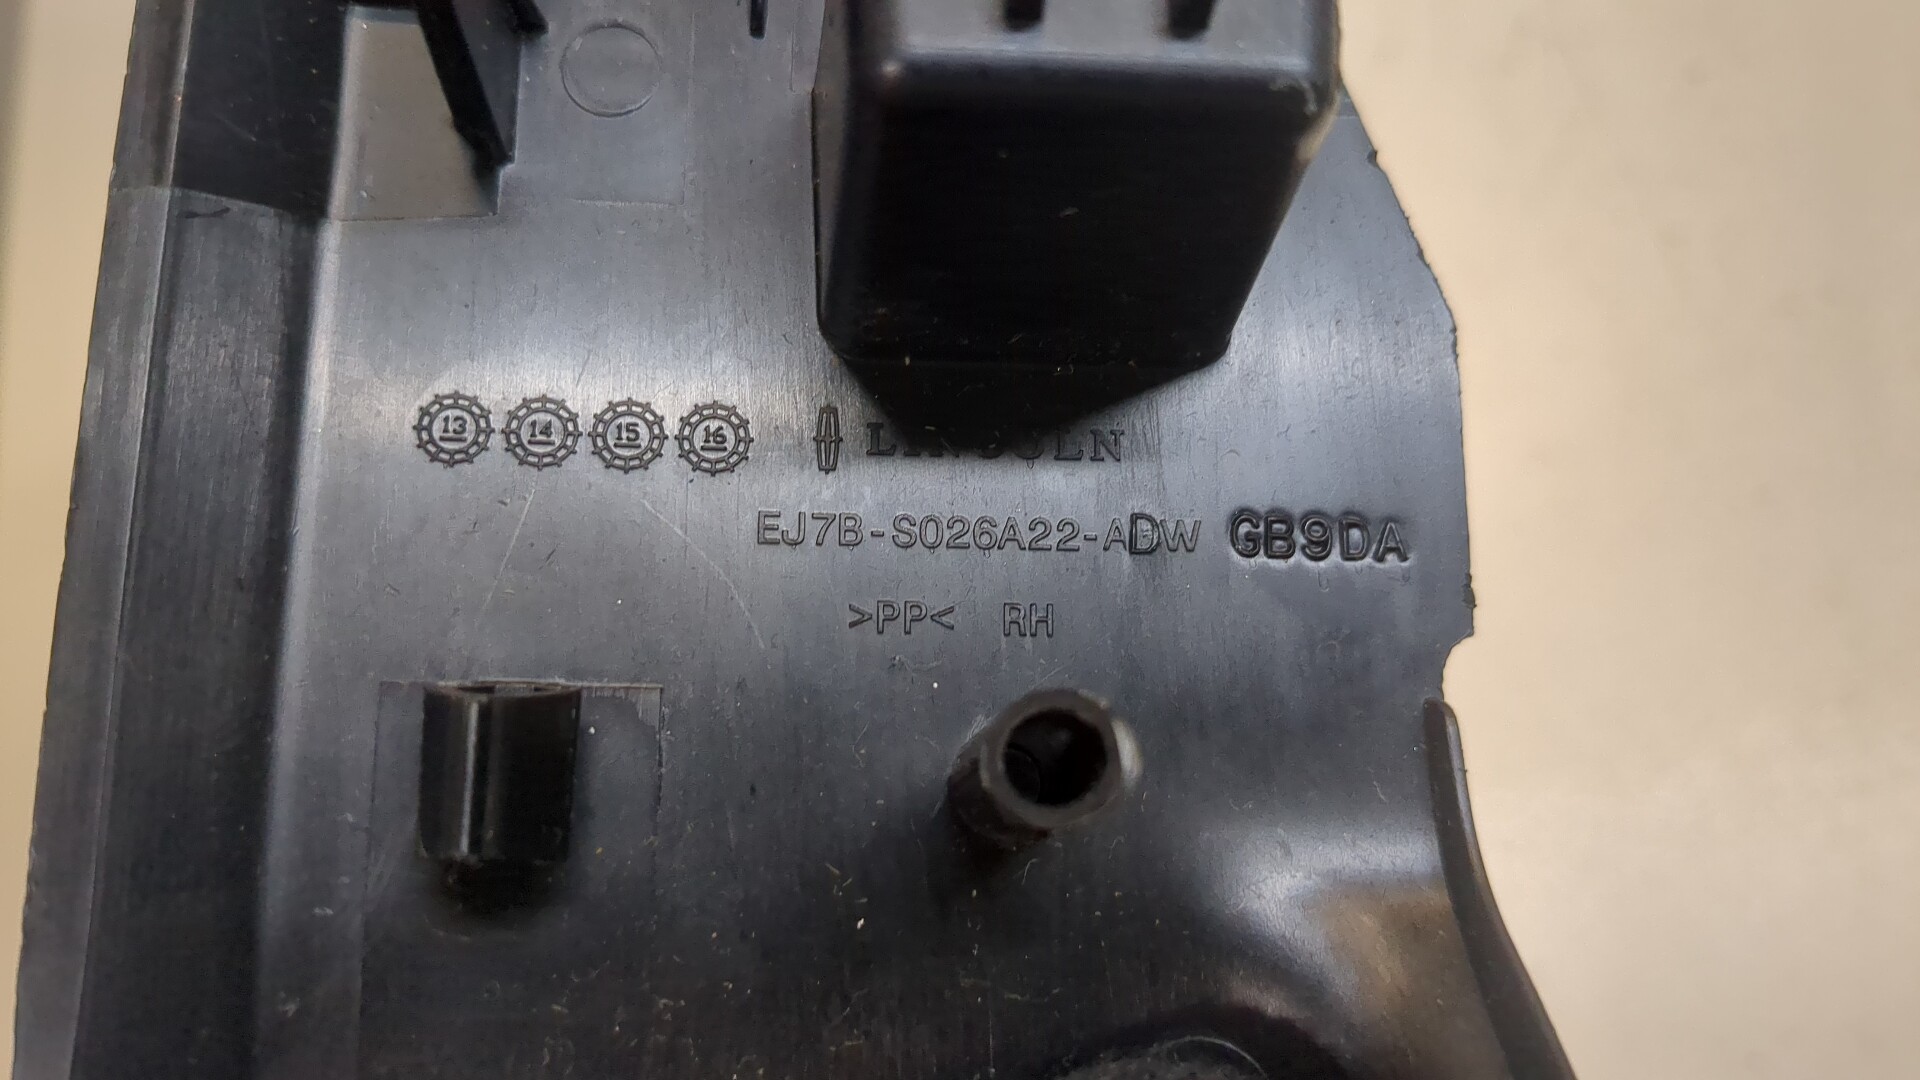 13 14 15 16 LINCOLN
EJ7B-S026A22-ADW GB9DA
>PP< RH